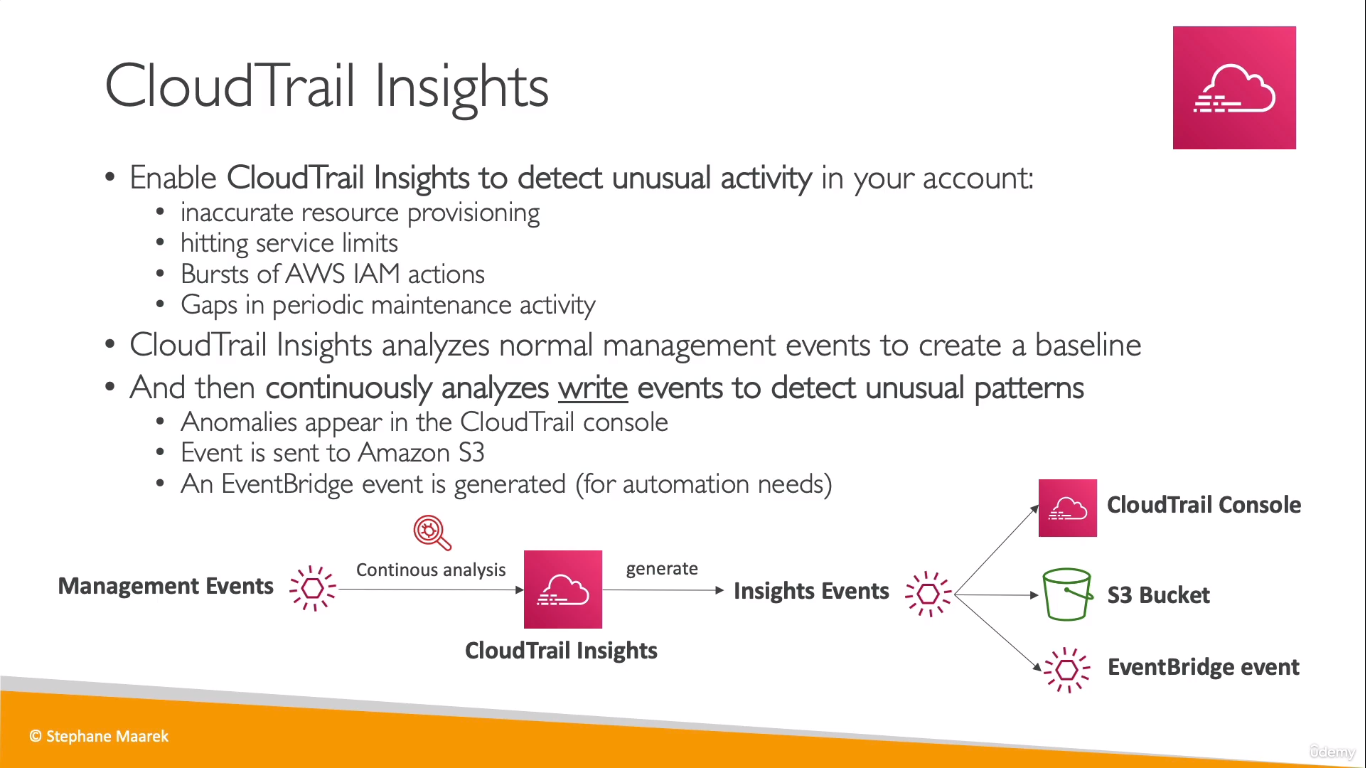 CloudTrail Insights
• Enable CloudTrail Insights to detect unusual activity in your account:
• inaccurate resource provisioning
• hitting service limits
• Bursts of AWS IAM actions
• Gaps in periodic maintenance activity
• CloudTrail Insights analyzes normal management events to create a baseline
• And then continuously analyzes write events to detect unusual patterns
• Anomalies appear in the CloudTrail console
• Event is sent to Amazon S3
• An EventBridge event is generated (for automation needs)
Management Events
Continous analysis
CloudTrail Insights
generate
Insights Events
CloudTrail Console
S3 Bucket
EventBridge event
© Stephane Maarek
ûdemy